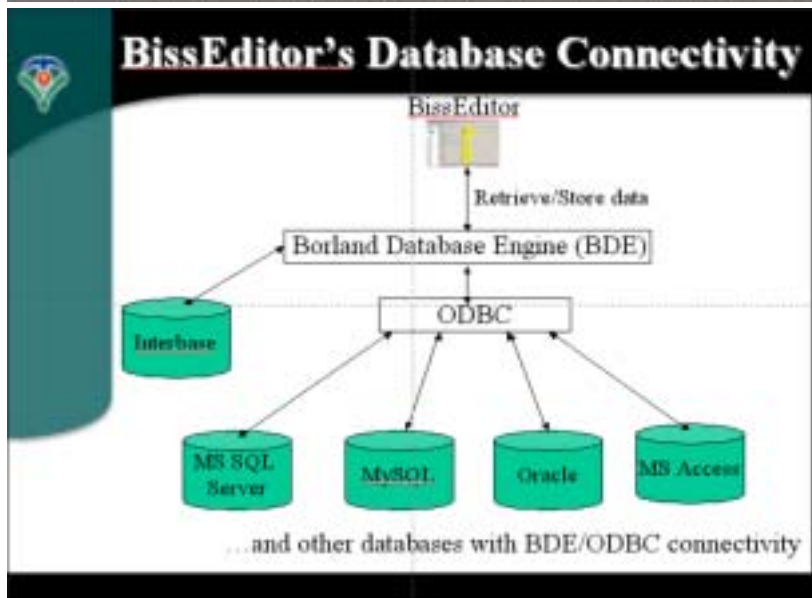 BissEditor's Database Connectivity
BissEditor
Retrieve/Store data
Borland Database Engine (BDE)
ODBC
Interbase
MS SQL
Server
MySQL
Oracle
MS Access
…and other databases with BDE/ODBC connectivity